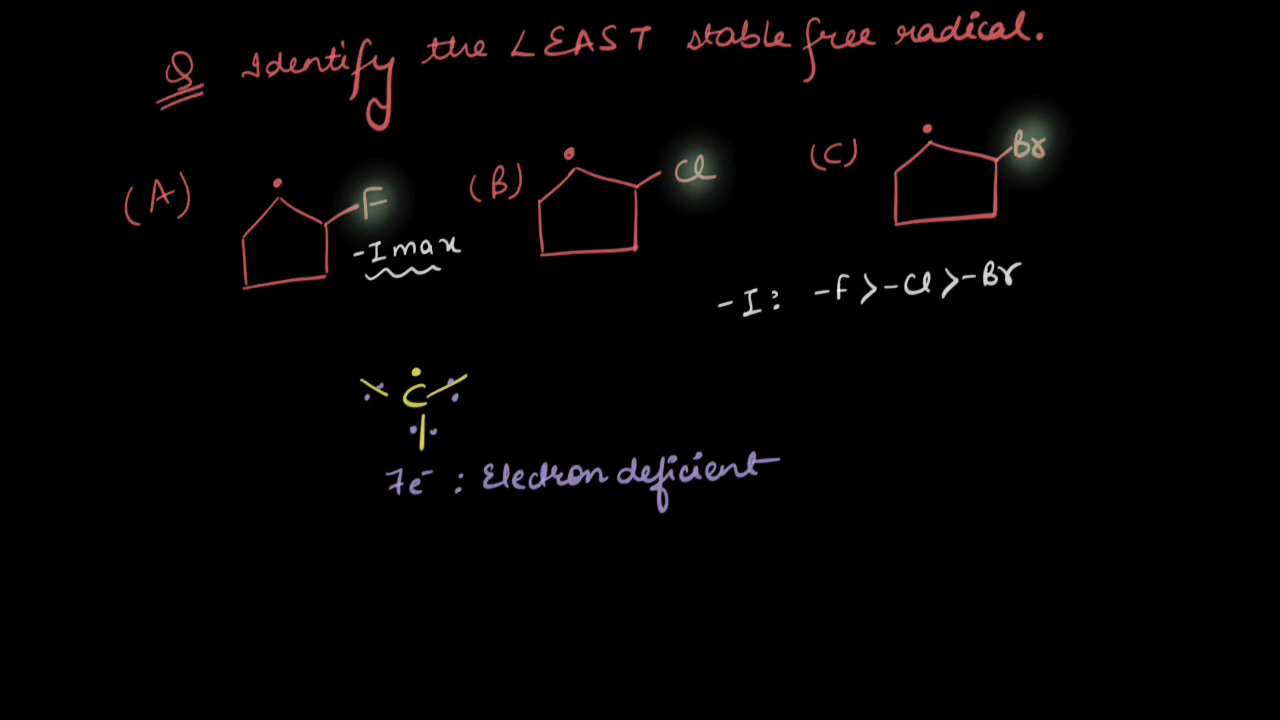 Q Identify the LEAST stable free radical.
(A) F
(B) Cl
(C) Br
-I max
-I: -F>-Cl>-Br
C
7e⁻ : Electron deficient